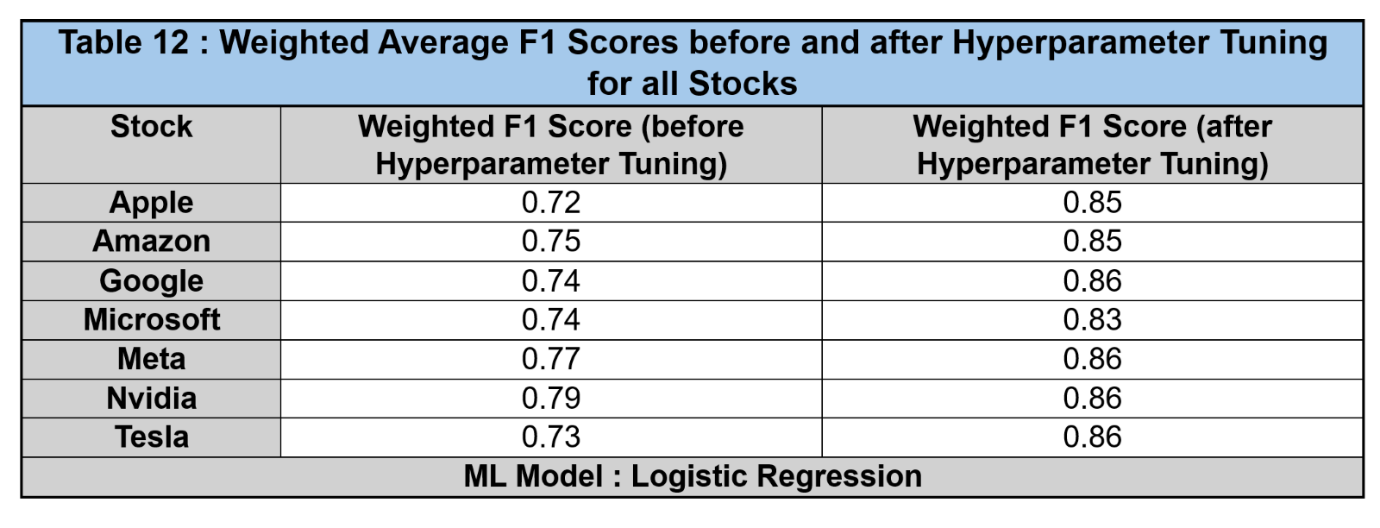 Table 12 : Weighted Average F1 Scores before and after Hyperparameter Tuning
for all Stocks
Stock Weighted F1 Score (before Hyperparameter Tuning) Weighted F1 Score (after Hyperparameter Tuning)
Apple 0.72 0.85
Amazon 0.75 0.85
Google 0.74 0.86
Microsoft 0.74 0.83
Meta 0.77 0.86
Nvidia 0.79 0.86
Tesla 0.73 0.86
ML Model : Logistic Regression